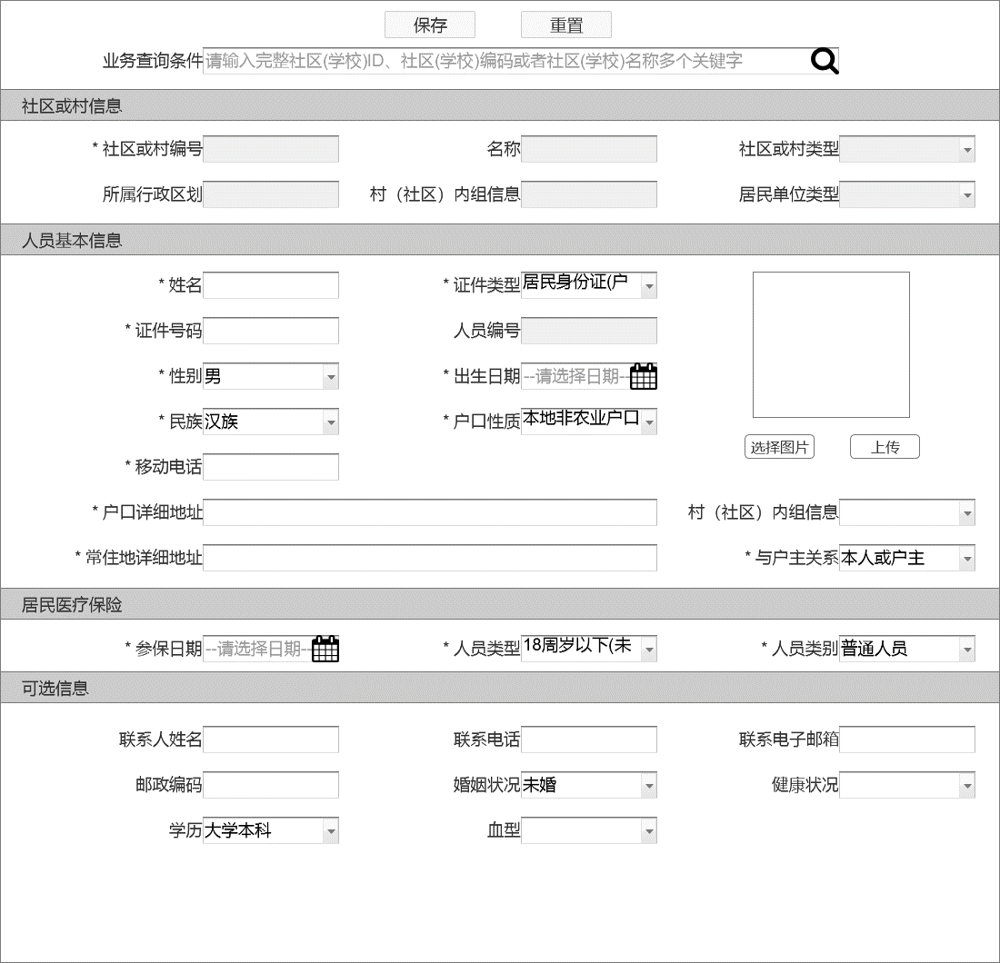 保存 重置
业务查询条件 请输入完整社区(学校)ID、社区(学校)编码或者社区(学校)名称多个关键字
社区或村信息
* 社区或村编号 名称 社区或村类型
所属行政区划 村（社区）内组信息 居民单位类型
人员基本信息
* 姓名 * 证件类型 居民身份证(户
* 证件号码 人员编号
* 性别 男 * 出生日期 --请选择日期--
* 民族 汉族 * 户口性质 本地非农业户口
选择图片 上传
* 移动电话
* 户口详细地址 村（社区）内组信息
* 常住地详细地址 * 与户主关系 本人或户主
居民医疗保险
* 参保日期 --请选择日期-- * 人员类型 18周岁以下(未 * 人员类别 普通人员
可选信息
联系人姓名 联系电话 联系电子邮箱
邮政编码 婚姻状况 未婚 健康状况
学历 大学本科 血型